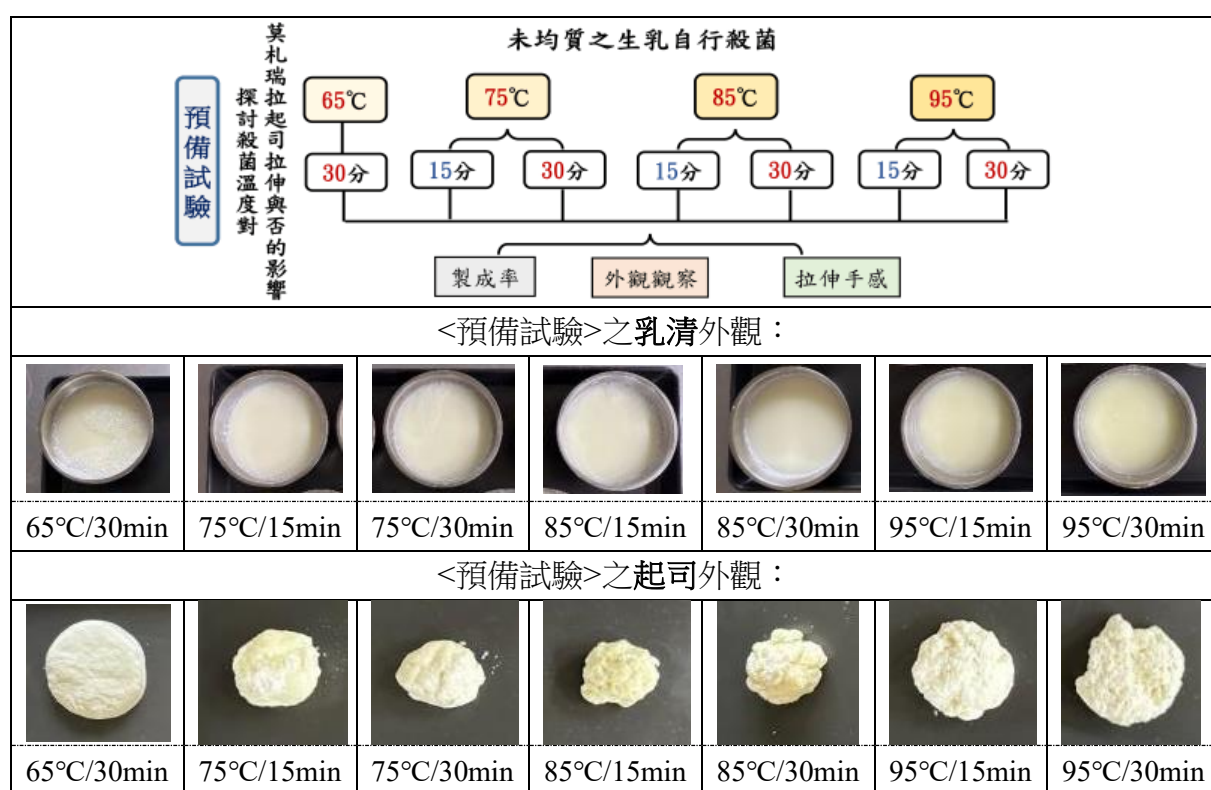 未均質之生乳自行殺菌
預備試驗
探討殺菌溫度對
莫札瑞拉起司拉伸與否的影響
65℃ 75℃ 85℃ 95℃
30分 15分 30分 15分 30分 15分 30分
製成率 外觀觀察 拉伸手感
<預備試驗>之乳清外觀：
65℃/30min 75℃/15min 75℃/30min 85℃/15min 85℃/30min 95℃/15min 95℃/30min
<預備試驗>之起司外觀：
65℃/30min 75℃/15min 75℃/30min 85℃/15min 85℃/30min 95℃/15min 95℃/30min